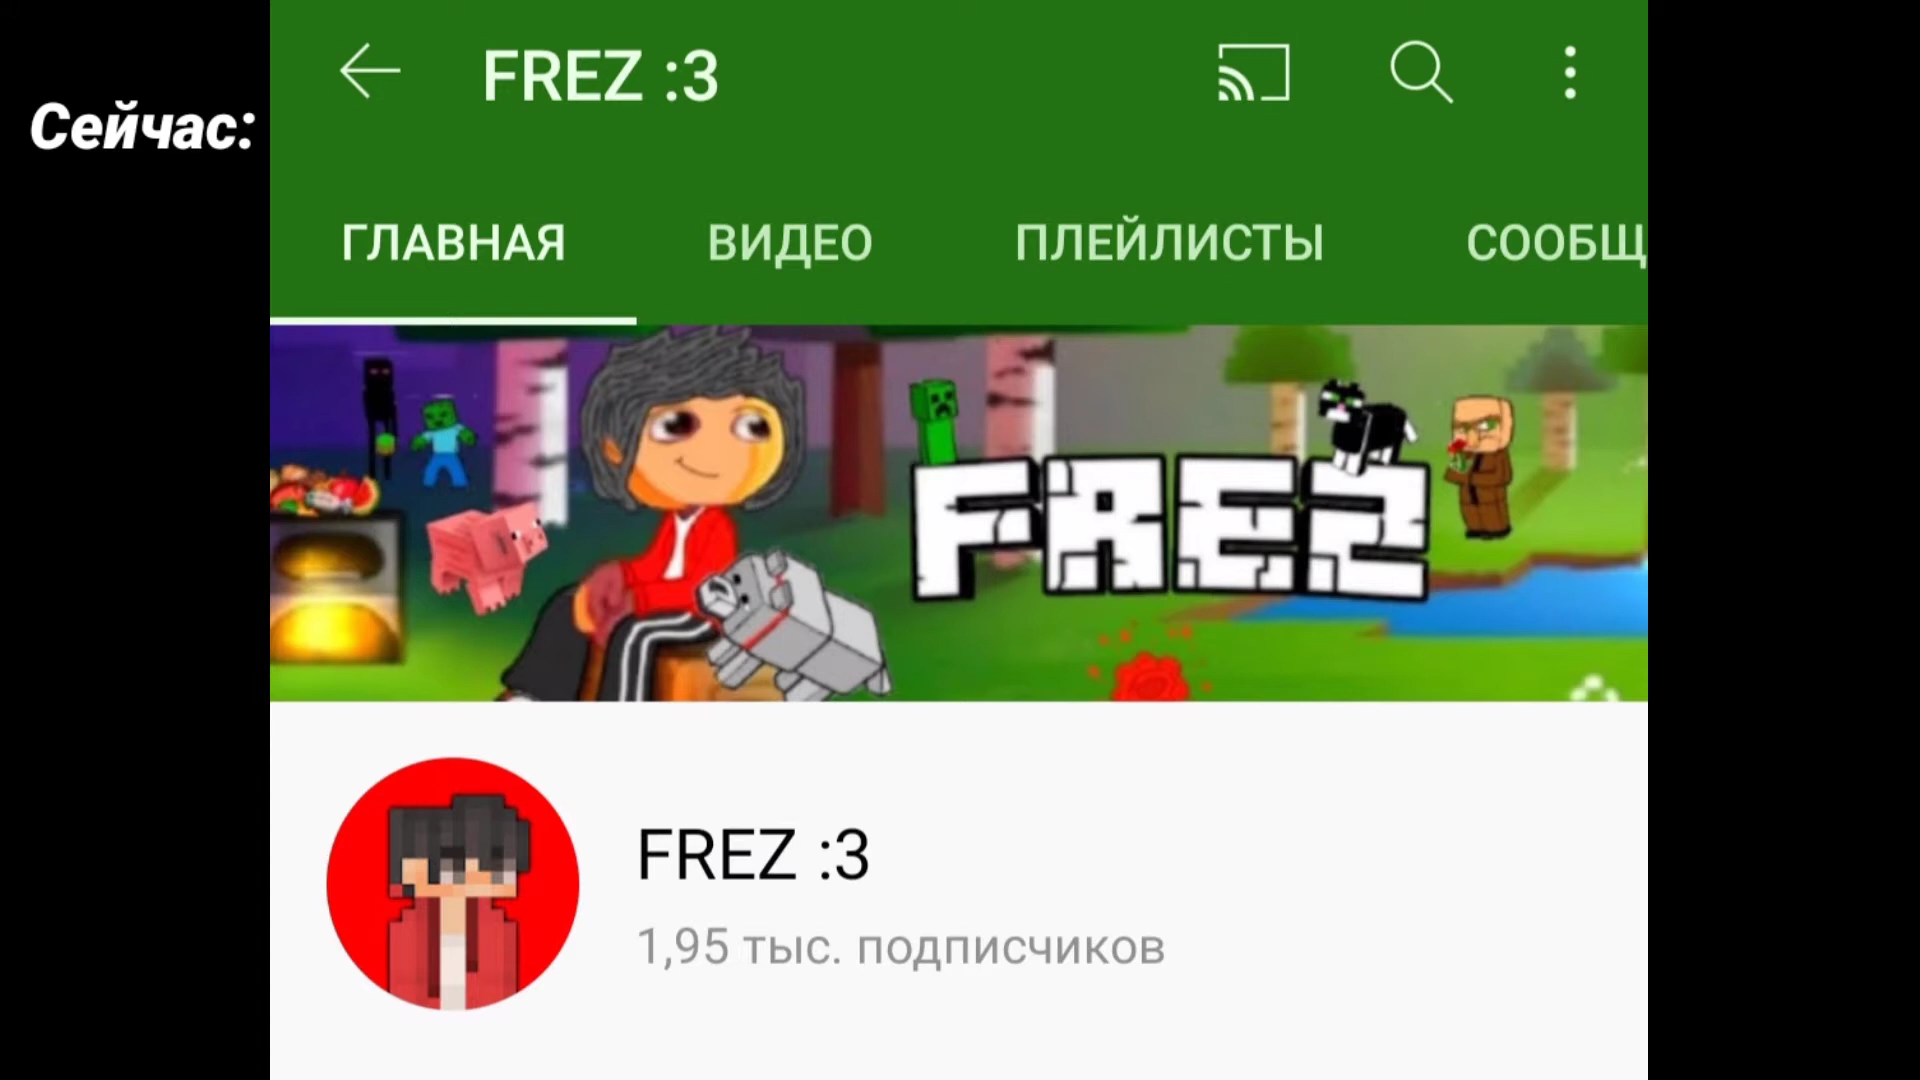 Сейчас:
FREZ :3
ГЛАВНАЯ ВИДЕО ПЛЕЙЛИСТЫ СООБЩ
FREZ
FREZ :3
1,95 тыс. подписчиков